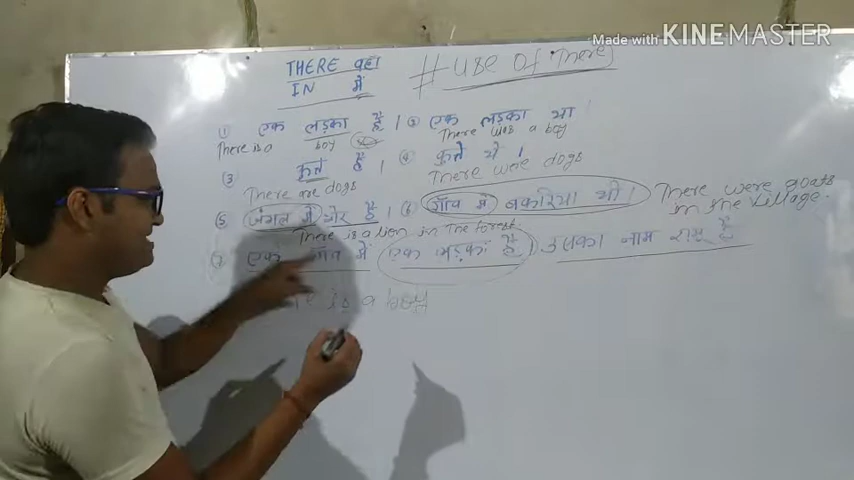 Made with KINEMASTER
THERE वहा #USE OF There
IN में
① एक लड़का है। ② एक लड़का था।
There is a boy There was a boy
③ कुत्ते हैं। ④ कुत्ते थे।
There are dogs There were dogs
⑤ जंगल में शेर है। ⑥ गाँव में बकरिया थी। There were goats
There is a lion in the forest in the village.
⑦ एक में एक लड़का है उसका नाम रामू है
is a boy